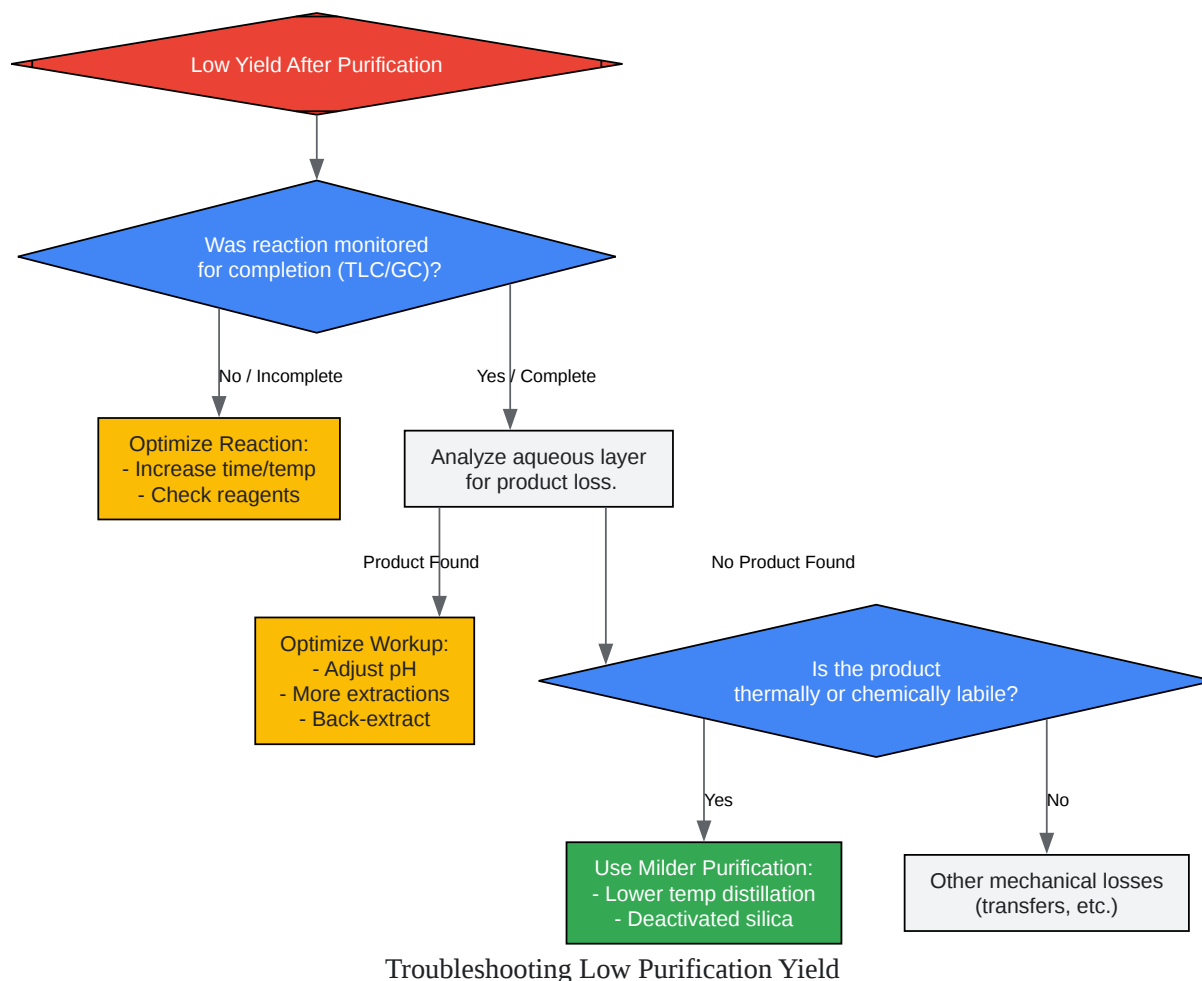 Low Yield After Purification
Was reaction monitored
for completion (TLC/GC)?
No / Incomplete
Yes / Complete
Optimize Reaction:
- Increase time/temp
- Check reagents
Analyze aqueous layer
for product loss.
Product Found
No Product Found
Optimize Workup:
- Adjust pH
- More extractions
- Back-extract
Is the product
thermally or chemically labile?
Yes
No
Use Milder Purification:
- Lower temp distillation
- Deactivated silica
Other mechanical losses
(transfers, etc.)
Troubleshooting Low Purification Yield